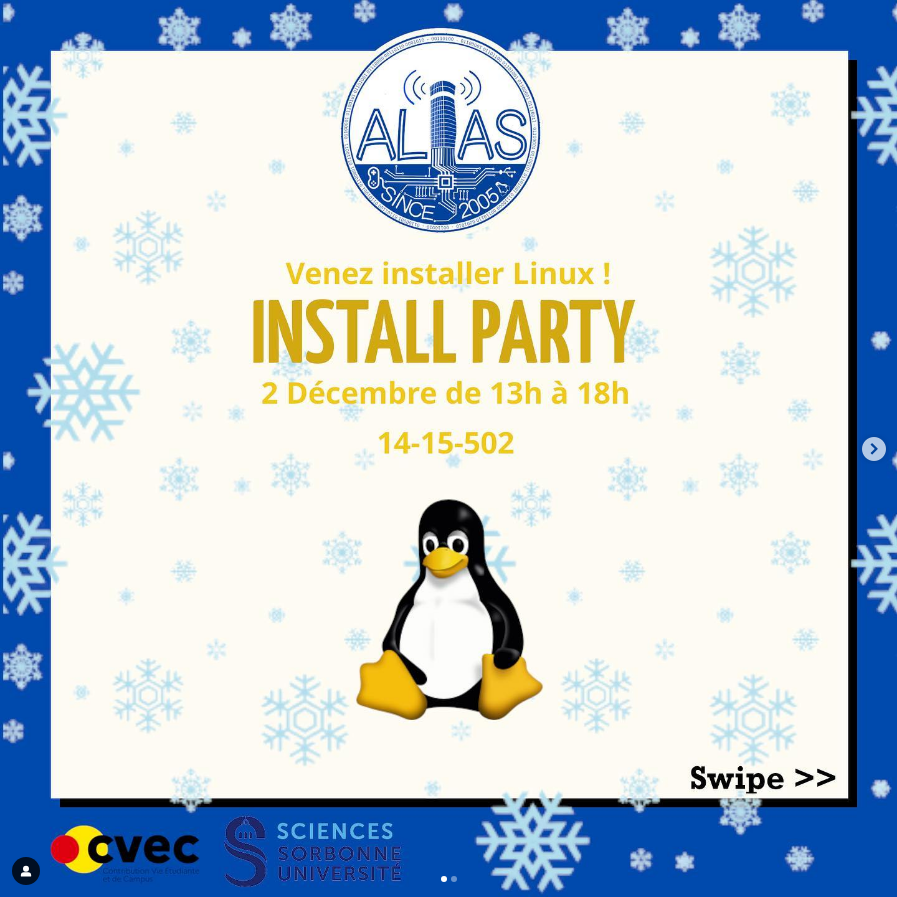 ALIAS
SINCE 2005
Venez installer Linux !
INSTALL PARTY
2 Décembre de 13h à 18h
14-15-502
Swipe >>
cvec
SCIENCES
SORBONNE
UNIVERSITÉ